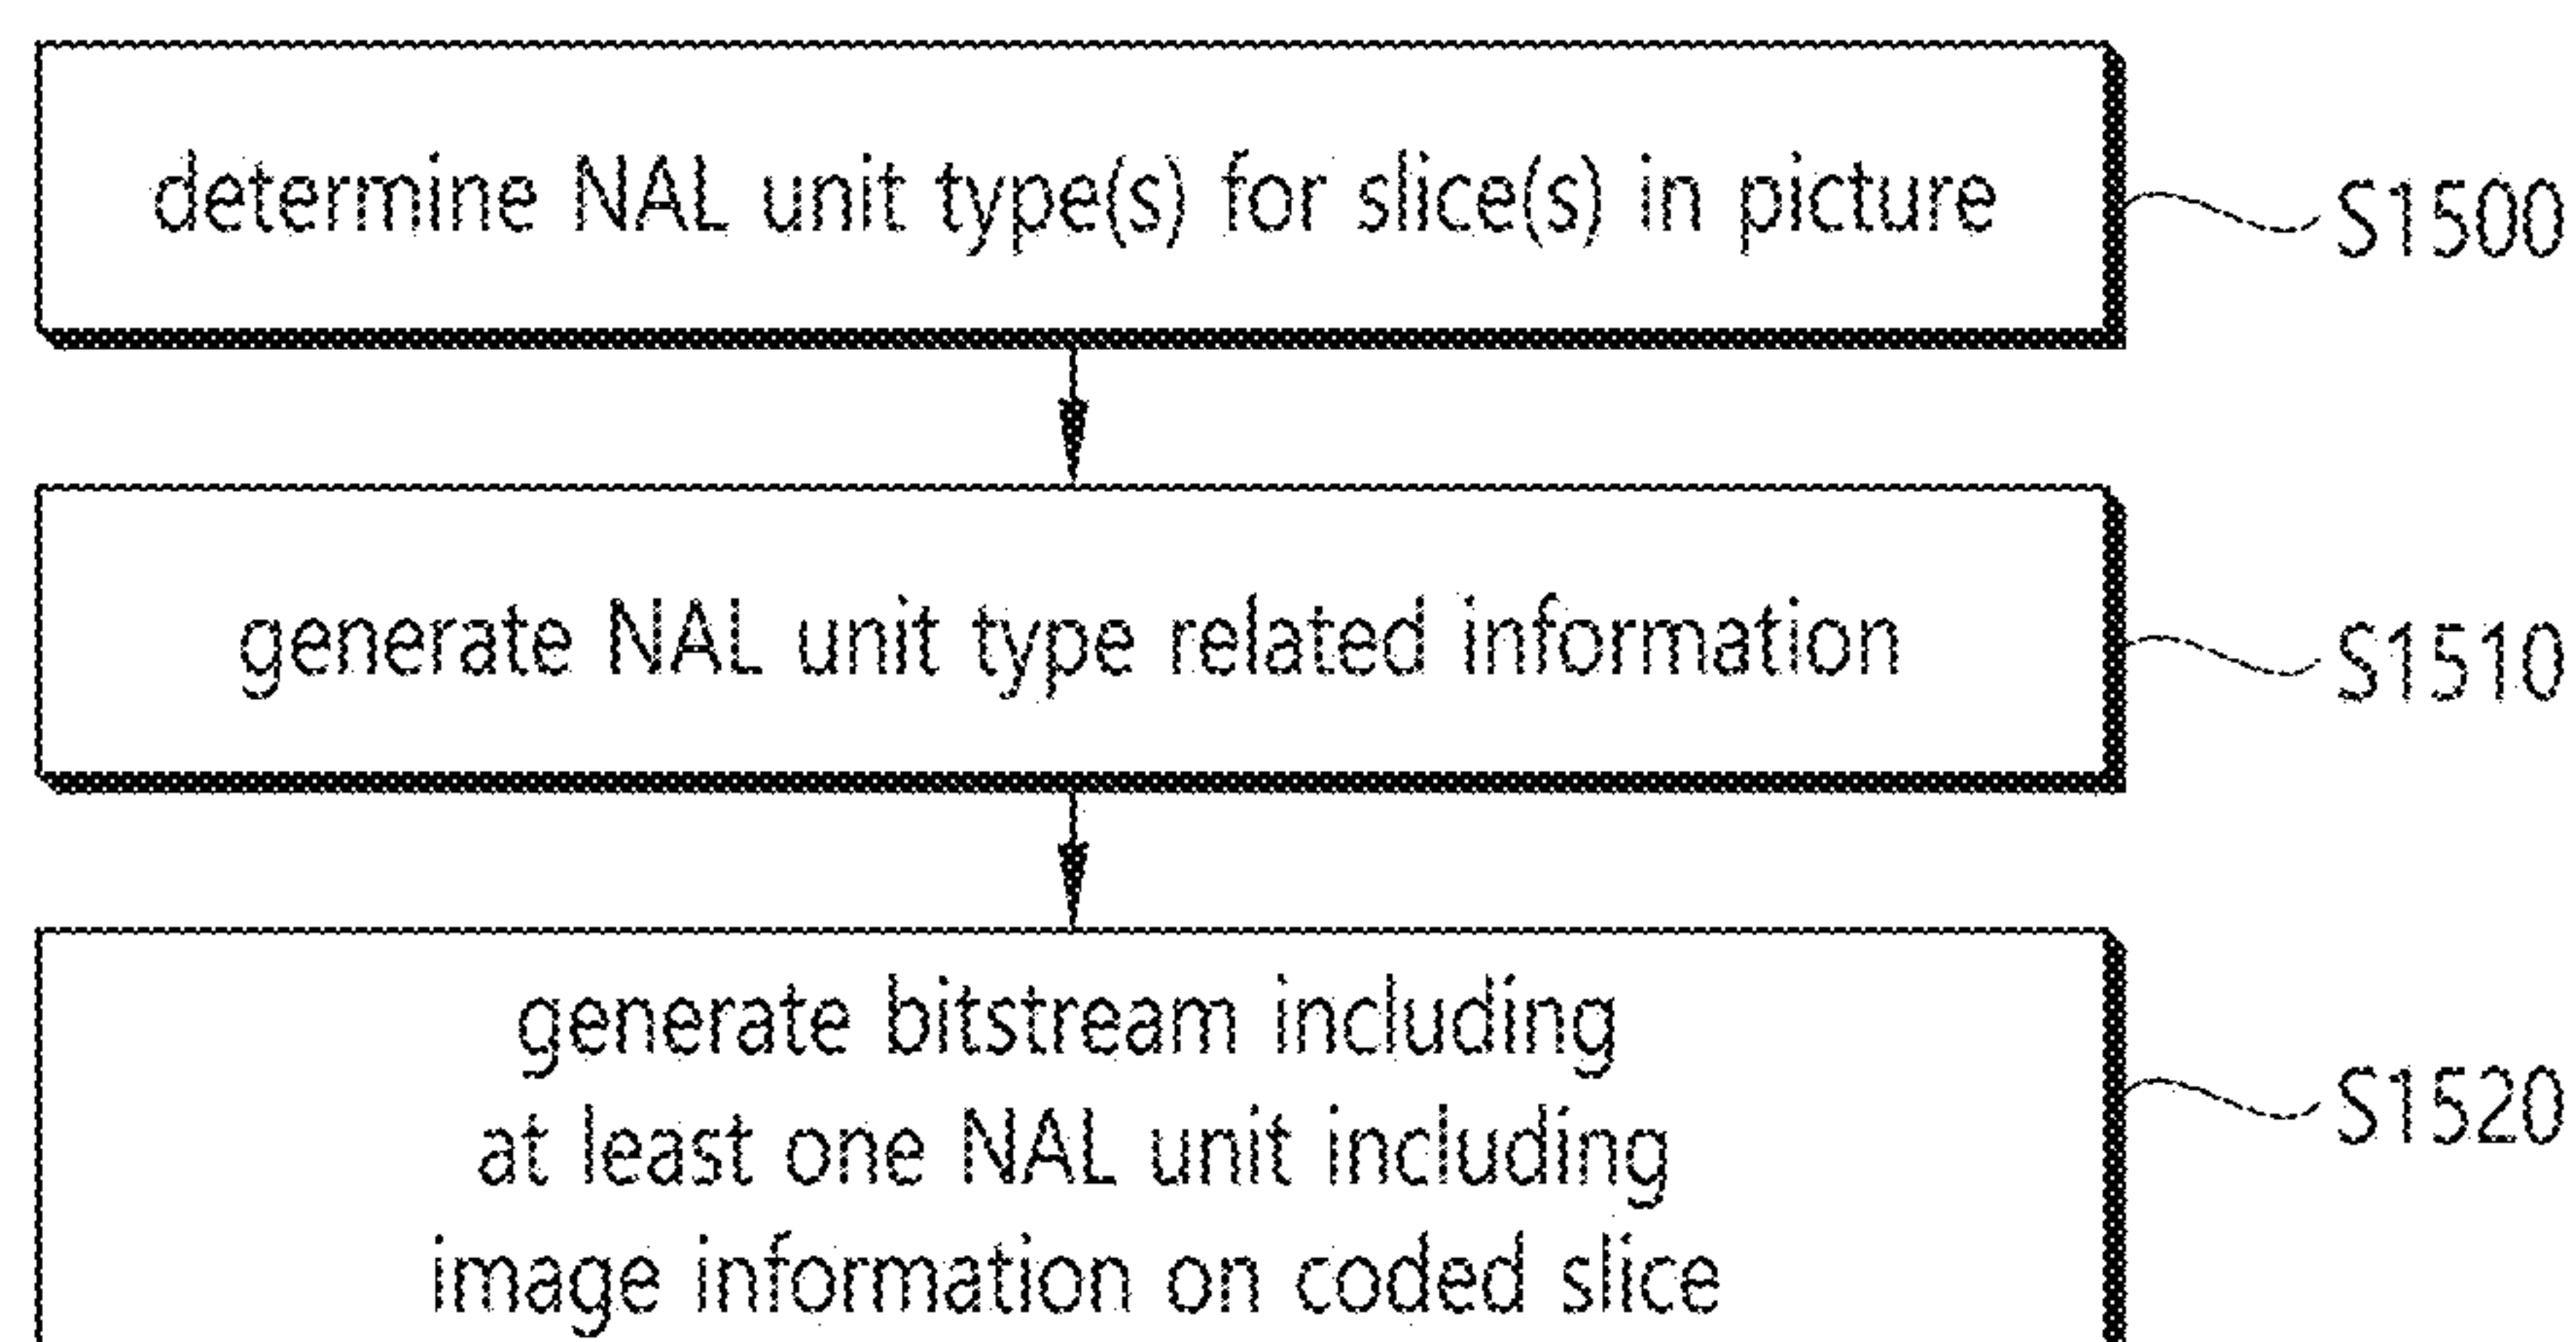 determine NAL unit type(s) for slice(s) in picture
S1500
generate NAL unit type related information
S1510
generate bitstream including
at least one NAL unit including
image information on coded slice
S1520